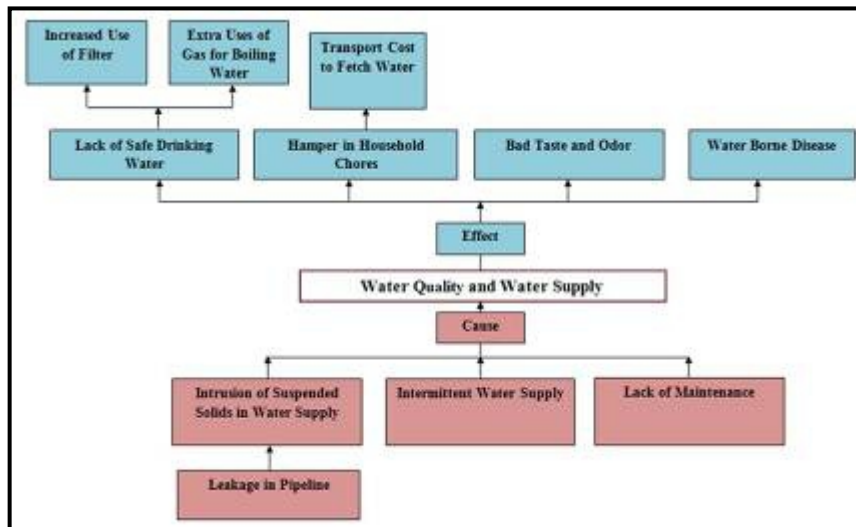 Increased Use
of Filter
Extra Uses of
Gas for Boiling
Water
Transport Cost
to Fetch Water
Lack of Safe Drinking
Water
Hamper in Household
Chores
Bad Taste and Odor
Water Borne Disease
Effect
Water Quality and Water Supply
Cause
Intrusion of Suspended
Solids in Water Supply
Intermittent Water Supply
Lack of Maintenance
Leakage in Pipeline